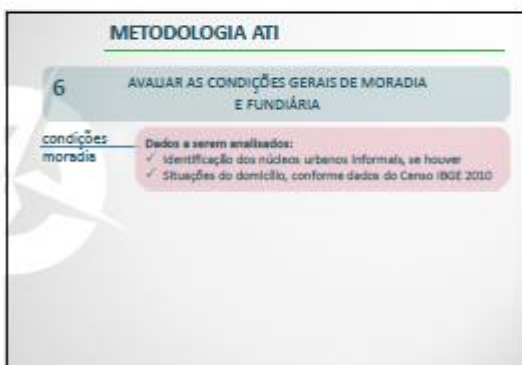 METODOLOGIA ATI
6
AVALIAR AS CONDIÇÕES GERAIS DE MORADIA
E FUNDIÁRIA
condições
moradia
Dados a serem analisados:
✓ Identificação dos núcleos urbanos informais, se houver
✓ Situações do domicílio, conforme dados do Censo IBGE 2010